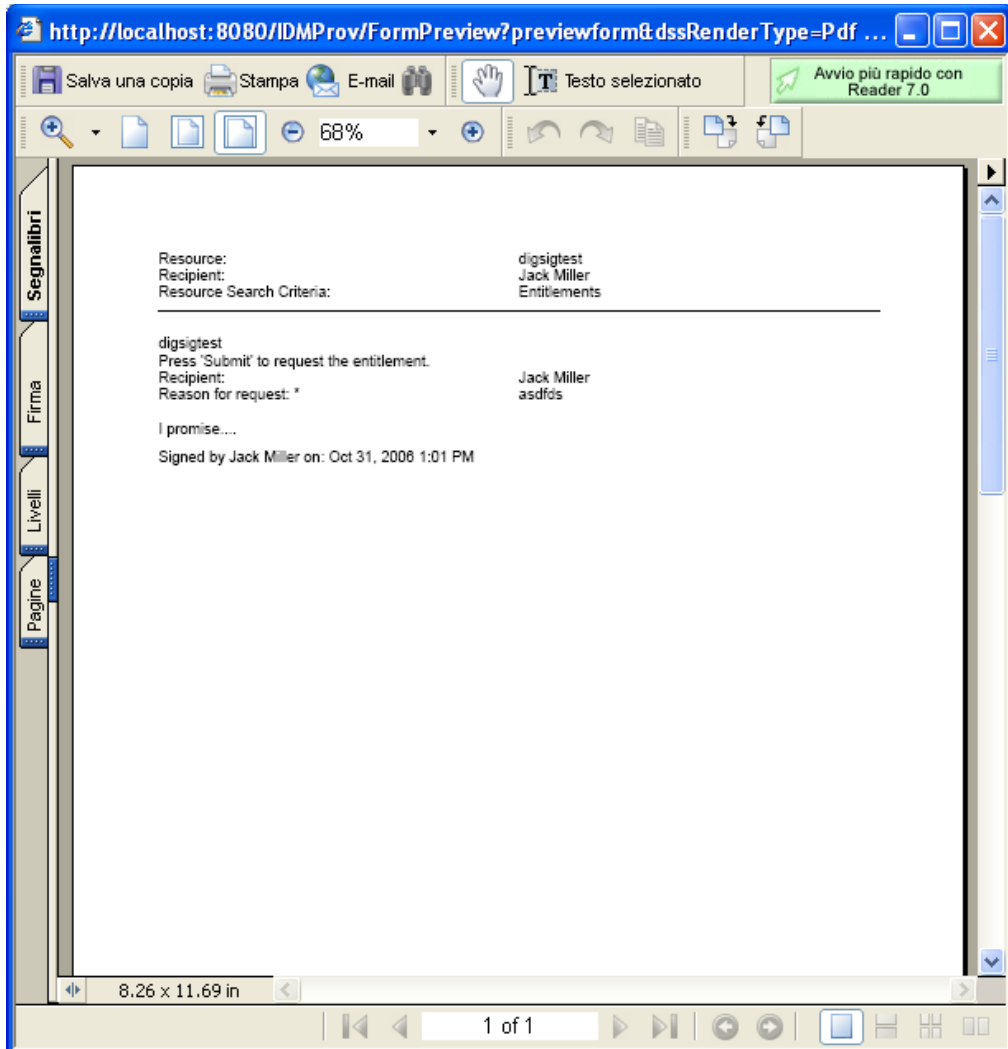 http://localhost:8080/IDMProv/FormPreview?previewform&dssRenderType=Pdf ...
Salva una copia Stampa E-mail Testo selezionato Avvio più rapido con
Reader 7.0
68%
Segnalibri
Firma
Livelli
Pagine
Resource: digsigtest
Recipient: Jack Miller
Resource Search Criteria: Entitlements
digsigtest
Press 'Submit' to request the entitlement.
Recipient: Jack Miller
Reason for request: * asdfds
I promise....
Signed by Jack Miller on: Oct 31, 2006 1:01 PM
8.26 x 11.69 in
1 of 1